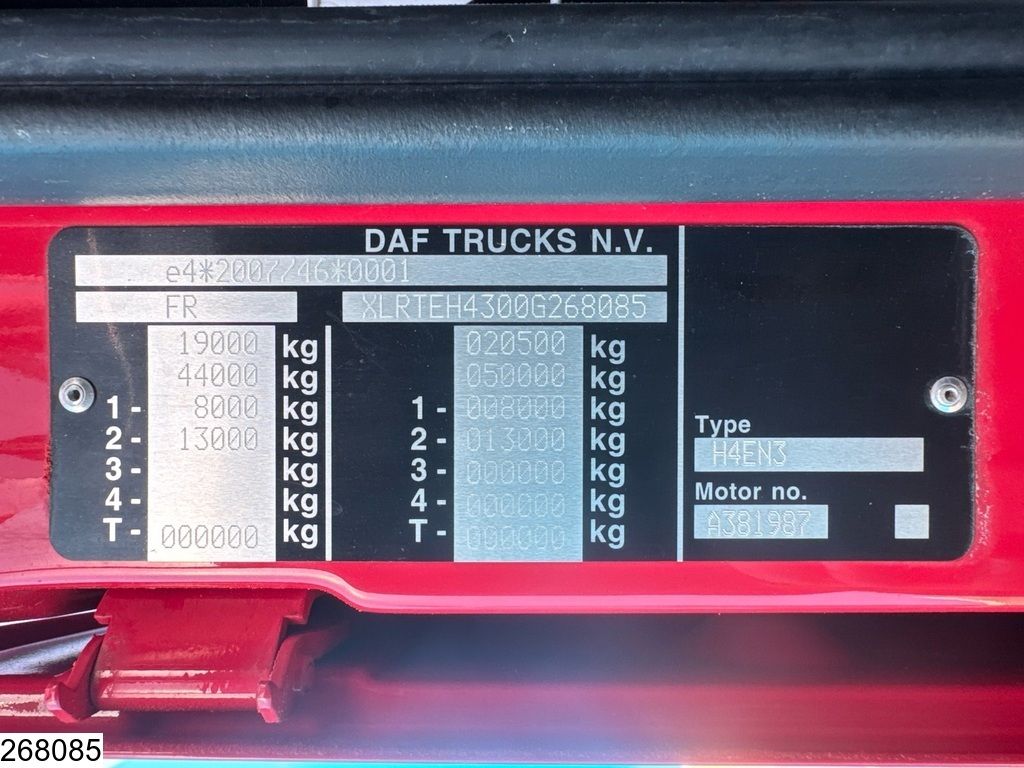 DAF TRUCKS N.V.
e4*2007/46*0001
FR XLRTEH4300G268085
19000 kg 020500 kg
44000 kg 050000 kg
1 - 8000 kg 1 - 008000 kg
2 - 13000 kg 2 - 013000 kg
3 - kg 3 - 000000 kg
4 - kg 4 - 000000 kg
T - 000000 kg T - 000000 kg
Type
H4EN3
Motor no.
A381987
268085